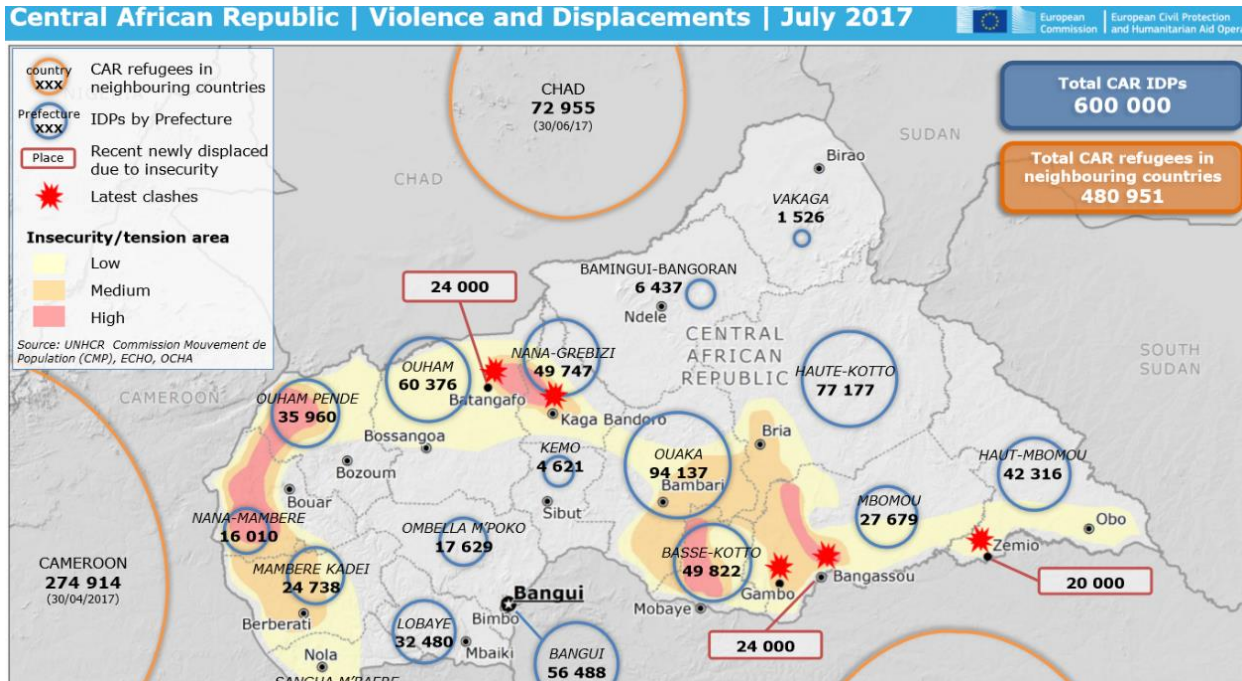 Central African Republic | Violence and Displacements | July 2017
European
Commission
European Civil Protection
and Humanitarian Aid Opera
country
XXX
CAR refugees in
neighbouring countries
Prefecture
XXX
IDPs by Prefecture
Place
Recent newly displaced
due to insecurity
Latest clashes
Insecurity/tension area
Low
Medium
High
Source: UNHCR Commission Mouvement de
Population (CMP), ECHO, OCHA
CHAD
72 955
(30/06/17)
Total CAR IDPs
600 000
Total CAR refugees in
neighbouring countries
480 951
SUDAN
CHAD
Birao
VAKAGA
1 526
BAMINGUI-BANGORAN
6 437
Ndele
24 000
CENTRAL
AFRICAN
REPUBLIC
SOUTH
SUDAN
CAMEROON
OUHAM
60 376
NANA-GREBIZI
49 747
HAUTE-KOTTO
77 177
Batangafo
Kaga Bandoro
OUHAM PENDE
35 960
Bossangoa
Bozoum
Bouar
KEMO
4 621
Sibut
OUAKA
94 137
Bambari
Bria
HAUT-MBOMOU
42 316
MBOMOU
27 679
Obo
Zemio
20 000
NANA-MAMBERE
16 010
OMBELLA M'POKO
17 629
BASSE-KOTTO
49 822
Bangassou
Gambo
Mobaye
24 000
CAMEROON
274 914
(30/04/2017)
MAMBERE KADEI
24 738
Berberati
Bangui
Bimbo
LOBAYE
32 480
Mbaiki
BANGUI
56 488
Nola